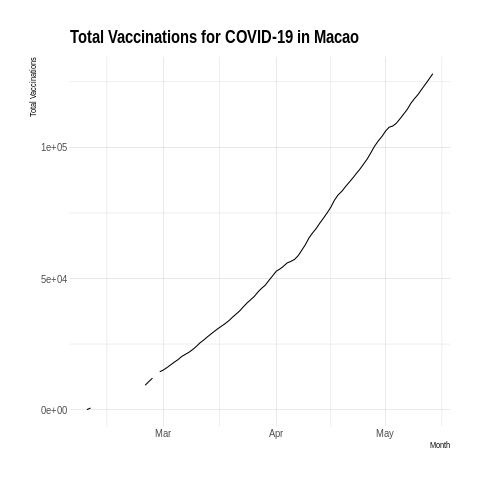 Total Vaccinations for COVID-19 in Macao
Total Vaccinations
1e+05
5e+04
0e+00
Mar Apr May
Month